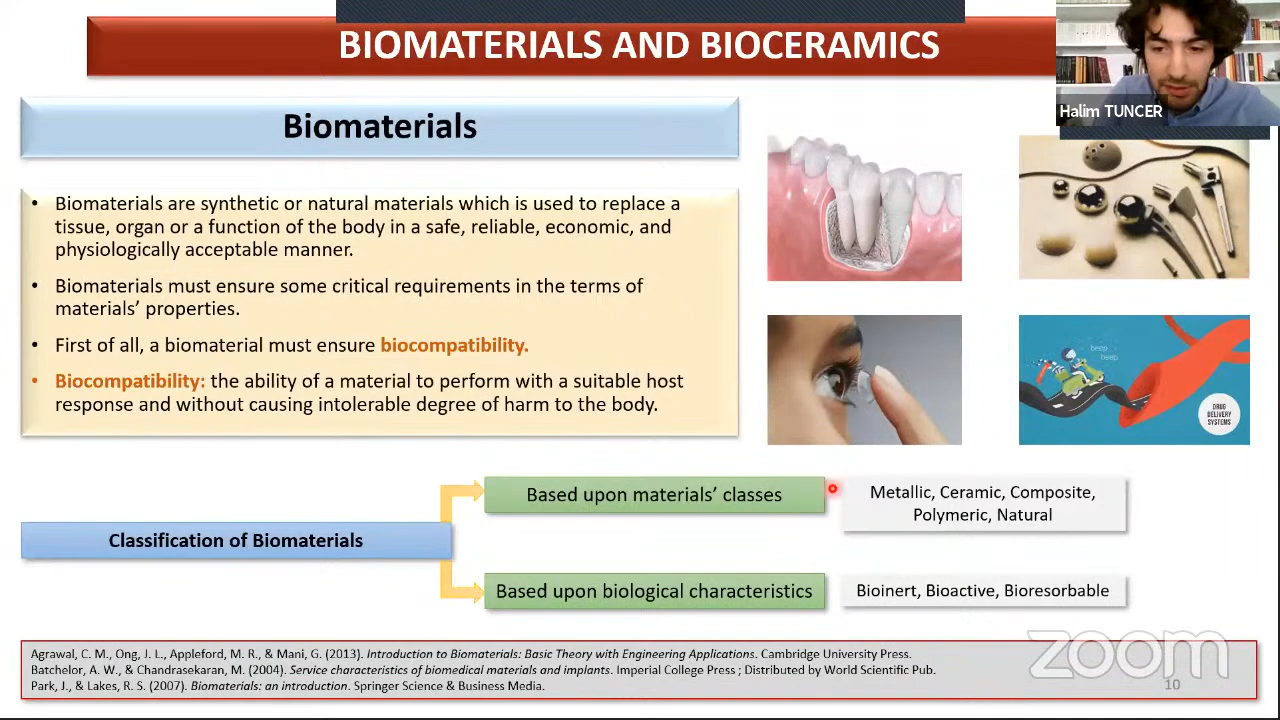 BIOMATERIALS AND BIOCERAMICS
Halim TUNCER
Biomaterials
• Biomaterials are synthetic or natural materials which is used to replace a
tissue, organ or a function of the body in a safe, reliable, economic, and
physiologically acceptable manner.
• Biomaterials must ensure some critical requirements in the terms of
materials’ properties.
• First of all, a biomaterial must ensure biocompatibility.
• Biocompatibility: the ability of a material to perform with a suitable host
response and without causing intolerable degree of harm to the body.
beep
beep
DRUG
DELIVERY
SYSTEMS
Classification of Biomaterials
Based upon materials’ classes
Metallic, Ceramic, Composite,
Polymeric, Natural
Based upon biological characteristics
Bioinert, Bioactive, Bioresorbable
Agrawal, C. M., Ong, J. L., Appleford, M. R., & Mani, G. (2013). Introduction to Biomaterials: Basic Theory with Engineering Applications. Cambridge University Press.
Batchelor, A. W., & Chandrasekaran, M. (2004). Service characteristics of biomedical materials and implants. Imperial College Press ; Distributed by World Scientific Pub.
Park, J., & Lakes, R. S. (2007). Biomaterials: an introduction. Springer Science & Business Media.
zoom
10